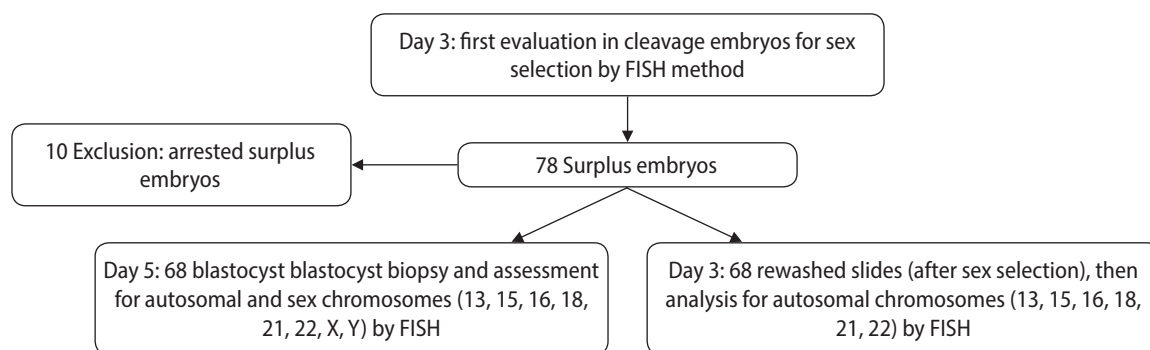 Day 3: first evaluation in cleavage embryos for sex
selection by FISH method
10 Exclusion: arrested surplus
embryos
78 Surplus embryos
Day 5: 68 blastocyst blastocyst biopsy and assessment
for autosomal and sex chromosomes (13, 15, 16, 18,
21, 22, X, Y) by FISH
Day 3: 68 rewashed slides (after sex selection), then
analysis for autosomal chromosomes (13, 15, 16, 18,
21, 22) by FISH